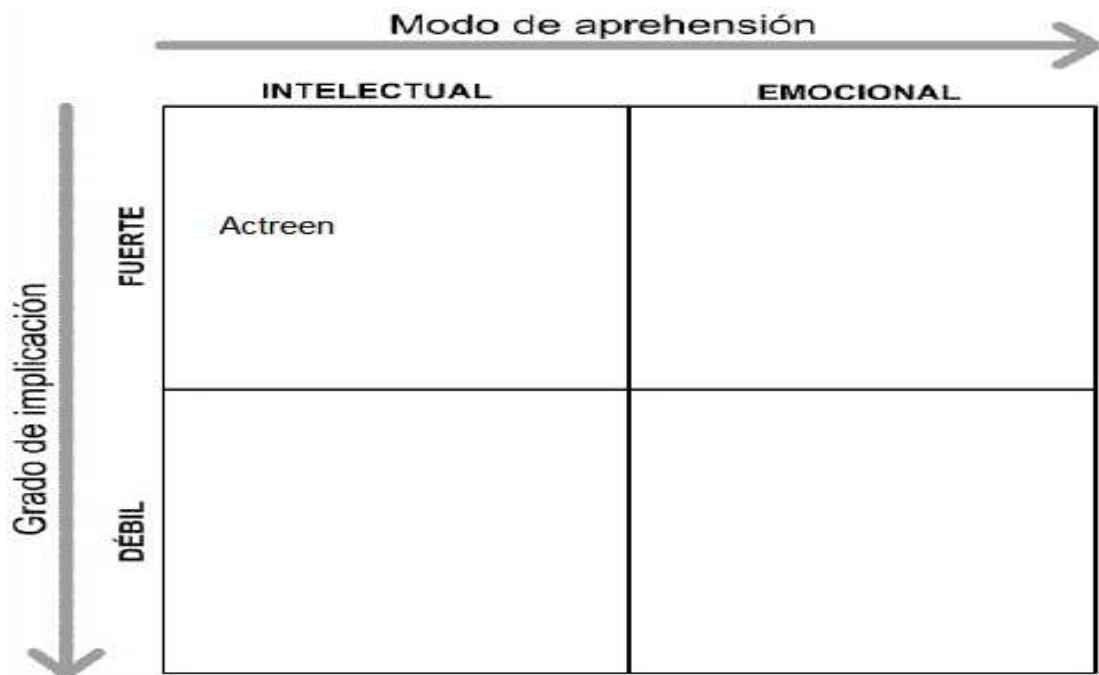 Modo de aprehensión
INTELECTUAL
EMOCIONAL
Grado de implicación
FUERTE
Actreen
DÉBIL